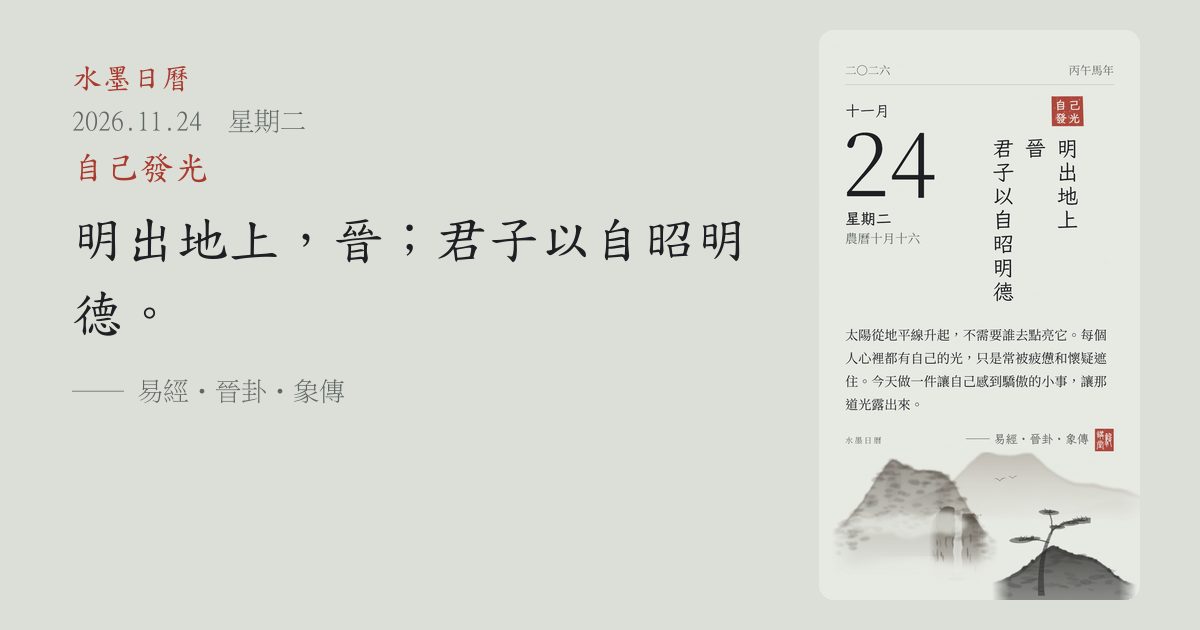 水墨日曆
2026.11.24　星期二
自己發光
明出地上，晉；君子以自昭明
德。
—— 易經・晉卦・象傳
二〇二六
丙午馬年
十一月
24
星期二
農曆十月十六
自己
發光
明出地上
晉
君子以自昭明德
太陽從地平線升起，不需要誰去點亮它。每個
人心裡都有自己的光，只是常被疲憊和懷疑遮
住。今天做一件讓自己感到驕傲的小事，讓那
道光露出來。
水墨日曆
—— 易經・晉卦・象傳